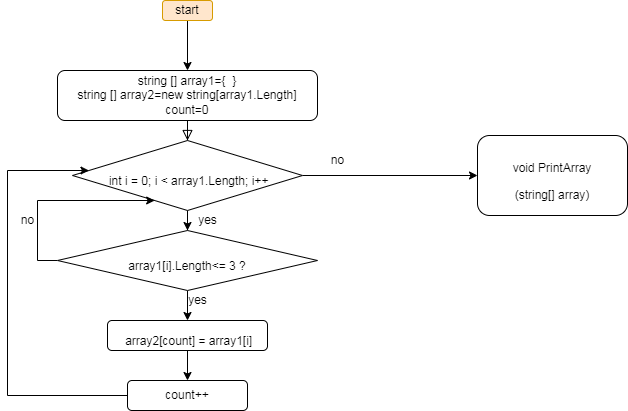 start
string [] array1={  }
string [] array2=new string[array1.Length]
count=0
int i = 0; i < array1.Length; i++
no
void PrintArray
(string[] array)
yes
no
array1[i].Length<= 3 ?
yes
array2[count] = array1[i]
count++